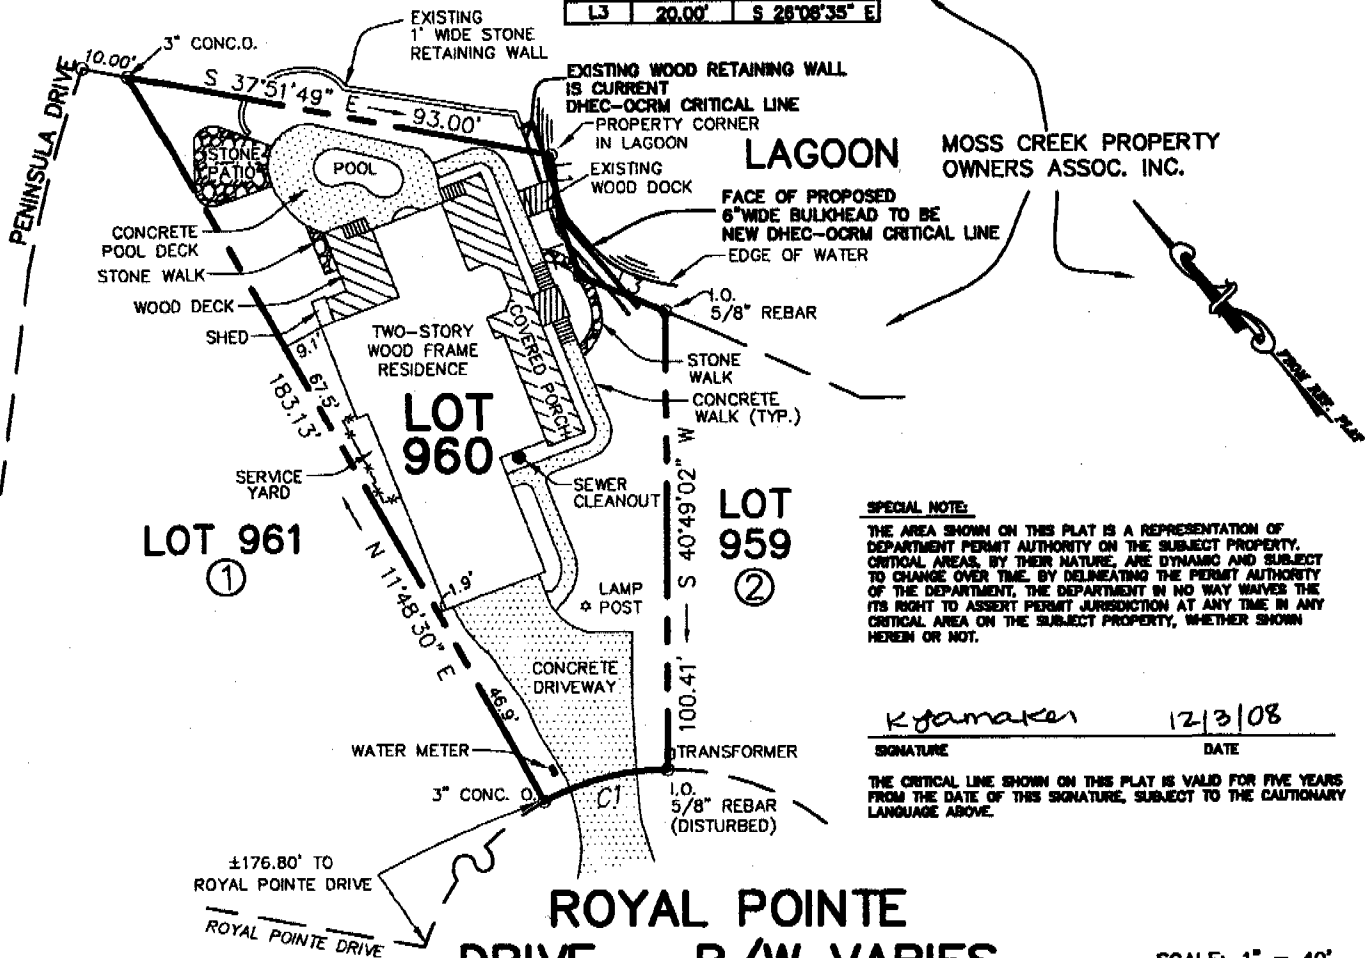 L3 20.00' S 26°08'35" E
EXISTING
1' WIDE STONE
RETAINING WALL
3" CONC.O.
10.00'
PENINSULA DRIVE
S 37°51'49" E
93.00'
EXISTING WOOD RETAINING WALL
IS CURRENT
DHEC-OCRM CRITICAL LINE
PROPERTY CORNER
IN LAGOON
LAGOON
MOSS CREEK PROPERTY
OWNERS ASSOC. INC.
EXISTING
WOOD DOCK
FACE OF PROPOSED
6"WIDE BULKHEAD TO BE
NEW DHEC-OCRM CRITICAL LINE
EDGE OF WATER
STONE
PATIO
POOL
CONCRETE
POOL DECK
STONE WALK
WOOD DECK
SHED
9.1'
67.5'
183.13'
TWO-STORY
WOOD FRAME
RESIDENCE
COVERED PORCH
I.O.
5/8" REBAR
STONE
WALK
CONCRETE
WALK (TYP.)
FROM REF. PLAT
LOT
960
SERVICE
YARD
SEWER
CLEANOUT
S 40°49'02" W
100.41'
LOT
959
2
LOT 961
1
N 11°48'30" E
1.9'
LAMP
POST
SPECIAL NOTE:
THE AREA SHOWN ON THIS PLAT IS A REPRESENTATION OF
DEPARTMENT PERMIT AUTHORITY ON THE SUBJECT PROPERTY.
CRITICAL AREAS, BY THEIR NATURE, ARE DYNAMIC AND SUBJECT
TO CHANGE OVER TIME. BY DELINEATING THE PERMIT AUTHORITY
OF THE DEPARTMENT, THE DEPARTMENT IN NO WAY WAIVES THE
ITS RIGHT TO ASSERT PERMIT JURISDICTION AT ANY TIME IN ANY
CRITICAL AREA ON THE SUBJECT PROPERTY, WHETHER SHOWN
HEREIN OR NOT.
12/3/08
SIGNATURE DATE
THE CRITICAL LINE SHOWN ON THIS PLAT IS VALID FOR FIVE YEARS
FROM THE DATE OF THIS SIGNATURE, SUBJECT TO THE CAUTIONARY
LANGUAGE ABOVE.
CONCRETE
DRIVEWAY
46.9'
WATER METER
TRANSFORMER
3" CONC. O.
C1
I.O.
5/8" REBAR
(DISTURBED)
±176.80' TO
ROYAL POINTE DRIVE
ROYAL POINTE DRIVE
ROYAL POINTE
DRIVE R/W VARIES
SCALE: 1" = 40'